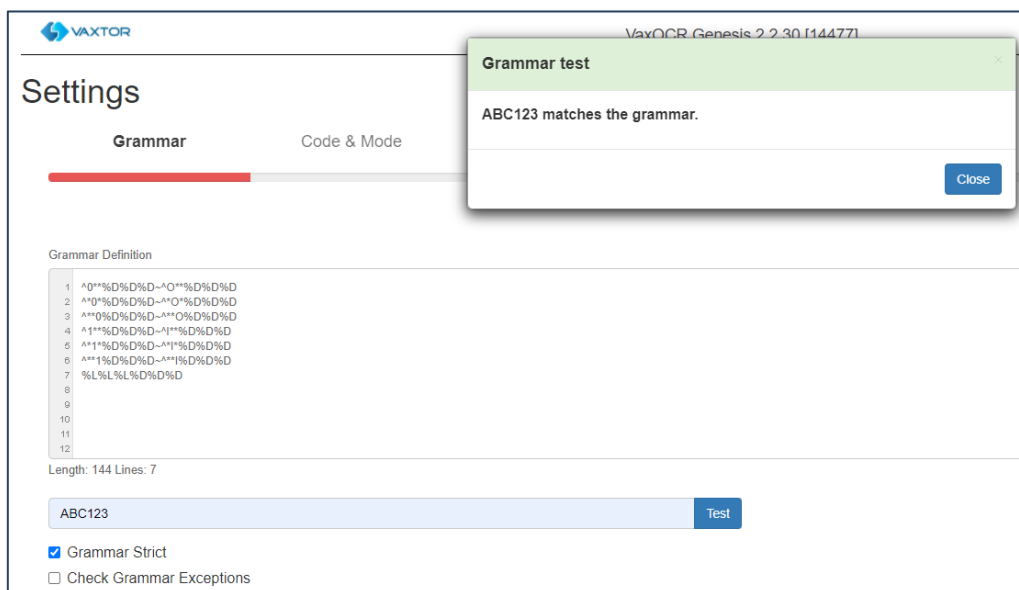 VAXTOR
VaxOCR Genesis 2.2.30 [14477]
Grammar test
×
ABC123 matches the grammar.
Close
Settings
Grammar
Code & Mode
Grammar Definition
1 ^0**%D%D%D~^O**%D%D%D
2 ^*0*%D%D%D~^*O*%D%D%D
3 ^**0%D%D%D~^**O%D%D%D
4 ^1**%D%D%D~^I**%D%D%D
5 ^*1*%D%D%D~^*I*%D%D%D
6 ^**1%D%D%D~^**I%D%D%D
7 %L%L%L%D%D%D
8
9
10
11
12
Length: 144 Lines: 7
ABC123
Test
Grammar Strict
Check Grammar Exceptions